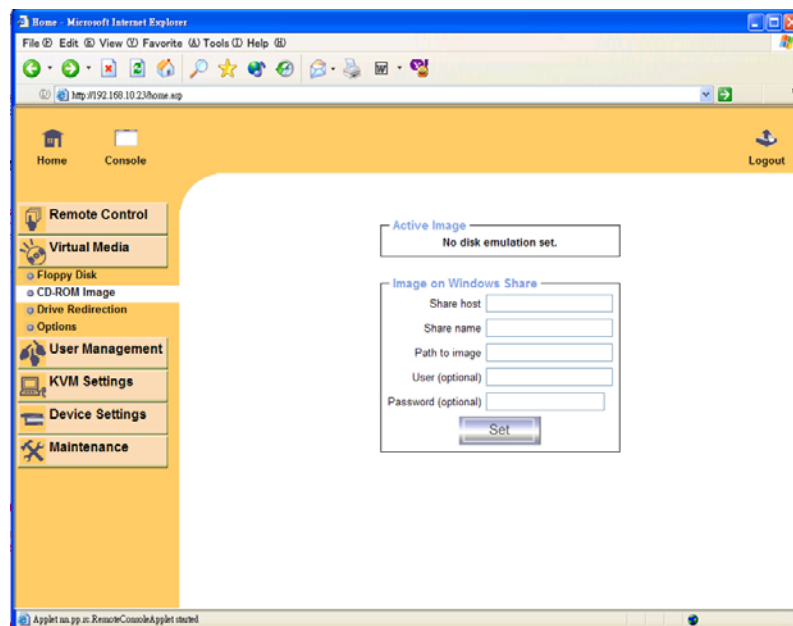 Home - Microsoft Internet Explorer
File (F) Edit (E) View (V) Favorite (A) Tools (T) Help (H)
(D) http://192.168.10.23/home.asp
Home
Console
Logout
Remote Control
Virtual Media
Floppy Disk
CD-ROM Image
Drive Redirection
Options
User Management
KVM Settings
Device Settings
Maintenance
Active Image
No disk emulation set.
Image on Windows Share
Share host
Share name
Path to image
User (optional)
Password (optional)
Set
Applet nn.pp.rc.RemoteConsoleApplet started